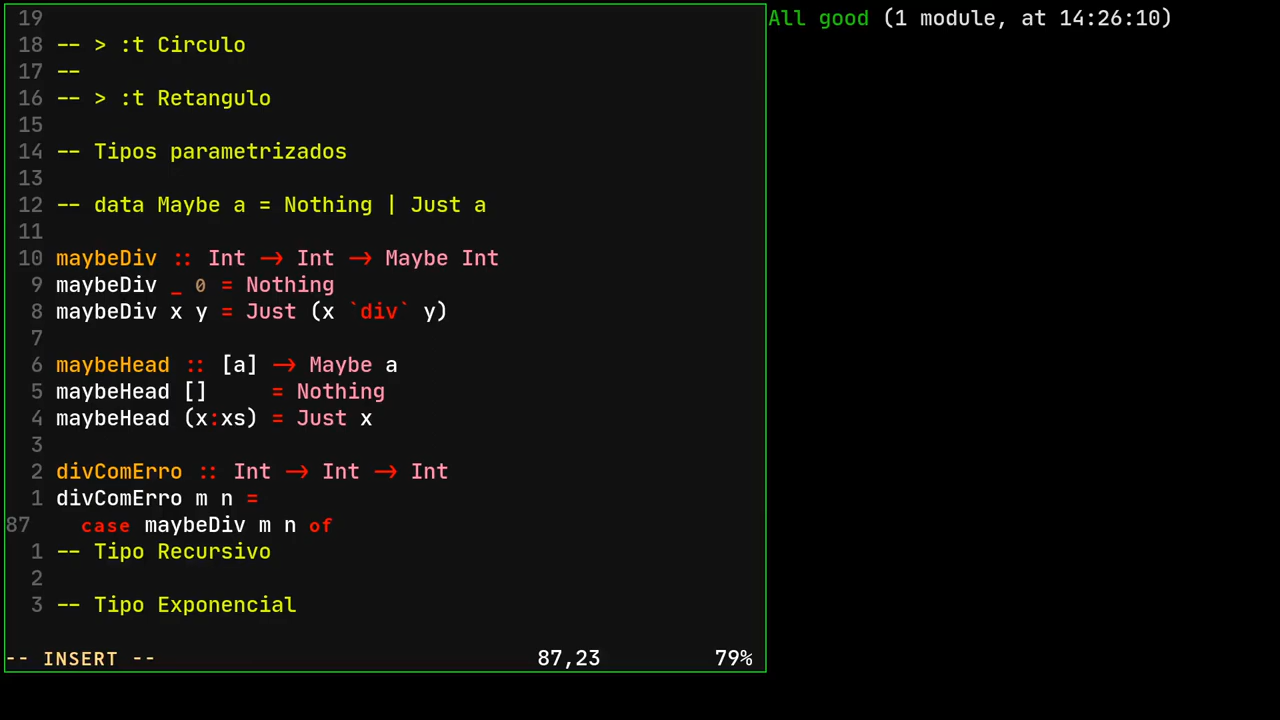 19
18 -- > :t Circulo
17 --
16 -- > :t Retangulo
15
14 -- Tipos parametrizados
13
12 -- data Maybe a = Nothing | Just a
11
10 maybeDiv :: Int -> Int -> Maybe Int
9 maybeDiv _ 0 = Nothing
8 maybeDiv x y = Just (x `div` y)
7
6 maybeHead :: [a] -> Maybe a
5 maybeHead []     = Nothing
4 maybeHead (x:xs) = Just x
3
2 divComErro :: Int -> Int -> Int
1 divComErro m n =
87   case maybeDiv m n of
1 -- Tipo Recursivo
2
3 -- Tipo Exponencial
-- INSERT -- 87,23 79%
All good (1 module, at 14:26:10)